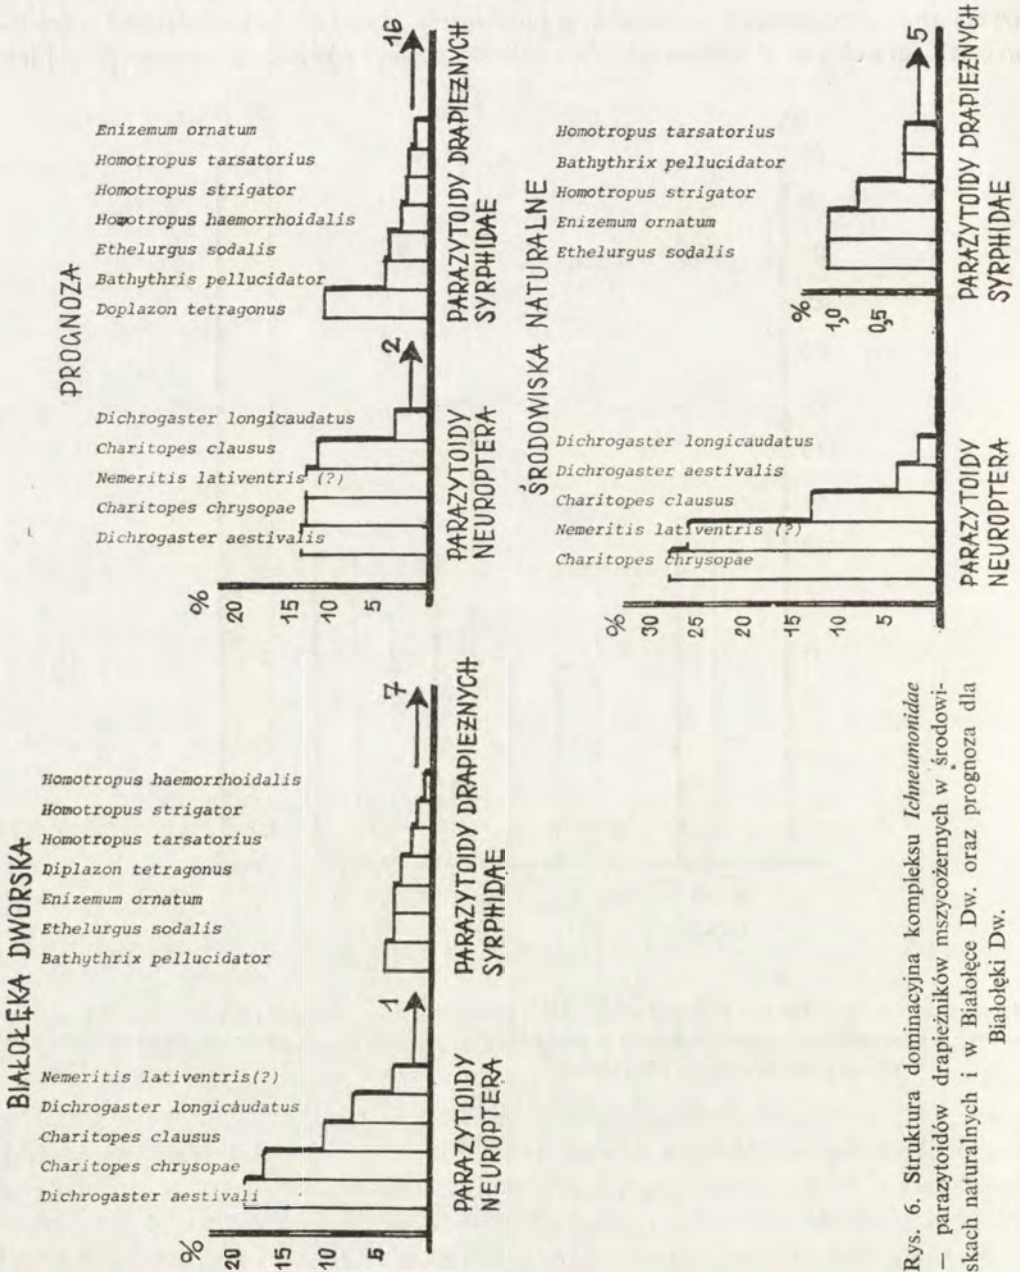 BIAŁOŁĘKA DWORSKA
Homotropus haemorrhoidalis
Homotropus strigator
Homotropus tarsatorius
Diplazon tetragonus
Enizemum ornatum
Ethelurgus sodalis
Bathythrix pellucidator
7
PARAZYTOIDY DRAPIEŻNYCH
SYRPHIDAE
Nemeritis lativentris(?)
Dichrogaster longicaudatus
Charitopes clausus
Charitopes chrysopae
Dichrogaster aestivali
1
%
20
15
10
5
PARAZYTOIDY
NEUROPTERA
PROGNOZA
Enizemum ornatum
Homotropus tarsatorius
Homotropus strigator
Homotropus haemorrhoidalis
Ethelurgus sodalis
Bathythris pellucidator
Doplazon tetragonus
16
PARAZYTOIDY DRAPIEŻNYCH
SYRPHIDAE
Dichrogaster longicaudatus
Charitopes clausus
Nemeritis lativentris (?)
Charitopes chrysopae
Dichrogaster aestivalis
2
%
20
15
10
5
PARAZYTOIDY
NEUROPTERA
ŚRODOWISKA NATURALNE
Homotropus tarsatorius
Bathythrix pellucidator
Homotropus strigator
Enizemum ornatum
Ethelurgus sodalis
5
%
1,0
0,5
PARAZYTOIDY DRAPIEŻNYCH
SYRPHIDAE
Dichrogaster longicaudatus
Dichrogaster aestivalis
Charitopes clausus
Nemeritis lativentris (?)
Charitopes chrysopae
%
30
25
20
15
10
5
PARAZYTOIDY
NEUROPTERA
Rys. 6. Struktura dominacyjna kompleksu Ichneumonidae
— parazytoidów drapieżników mszycożernych w środowi-
skach naturalnych i w Białołęce Dw. oraz prognoza dla
Białołęki Dw.